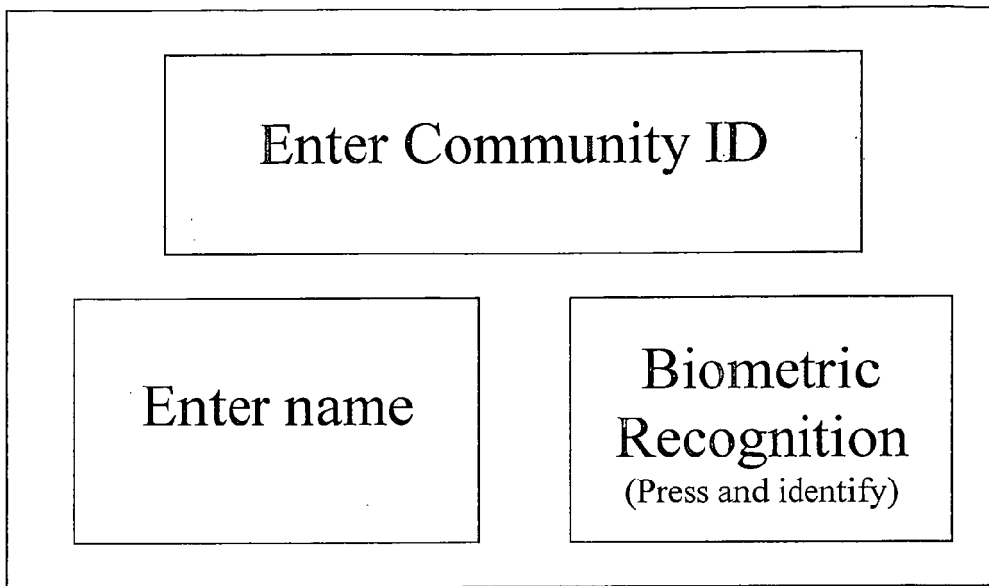 Enter Community ID
Enter name
Biometric
Recognition
(Press and identify)